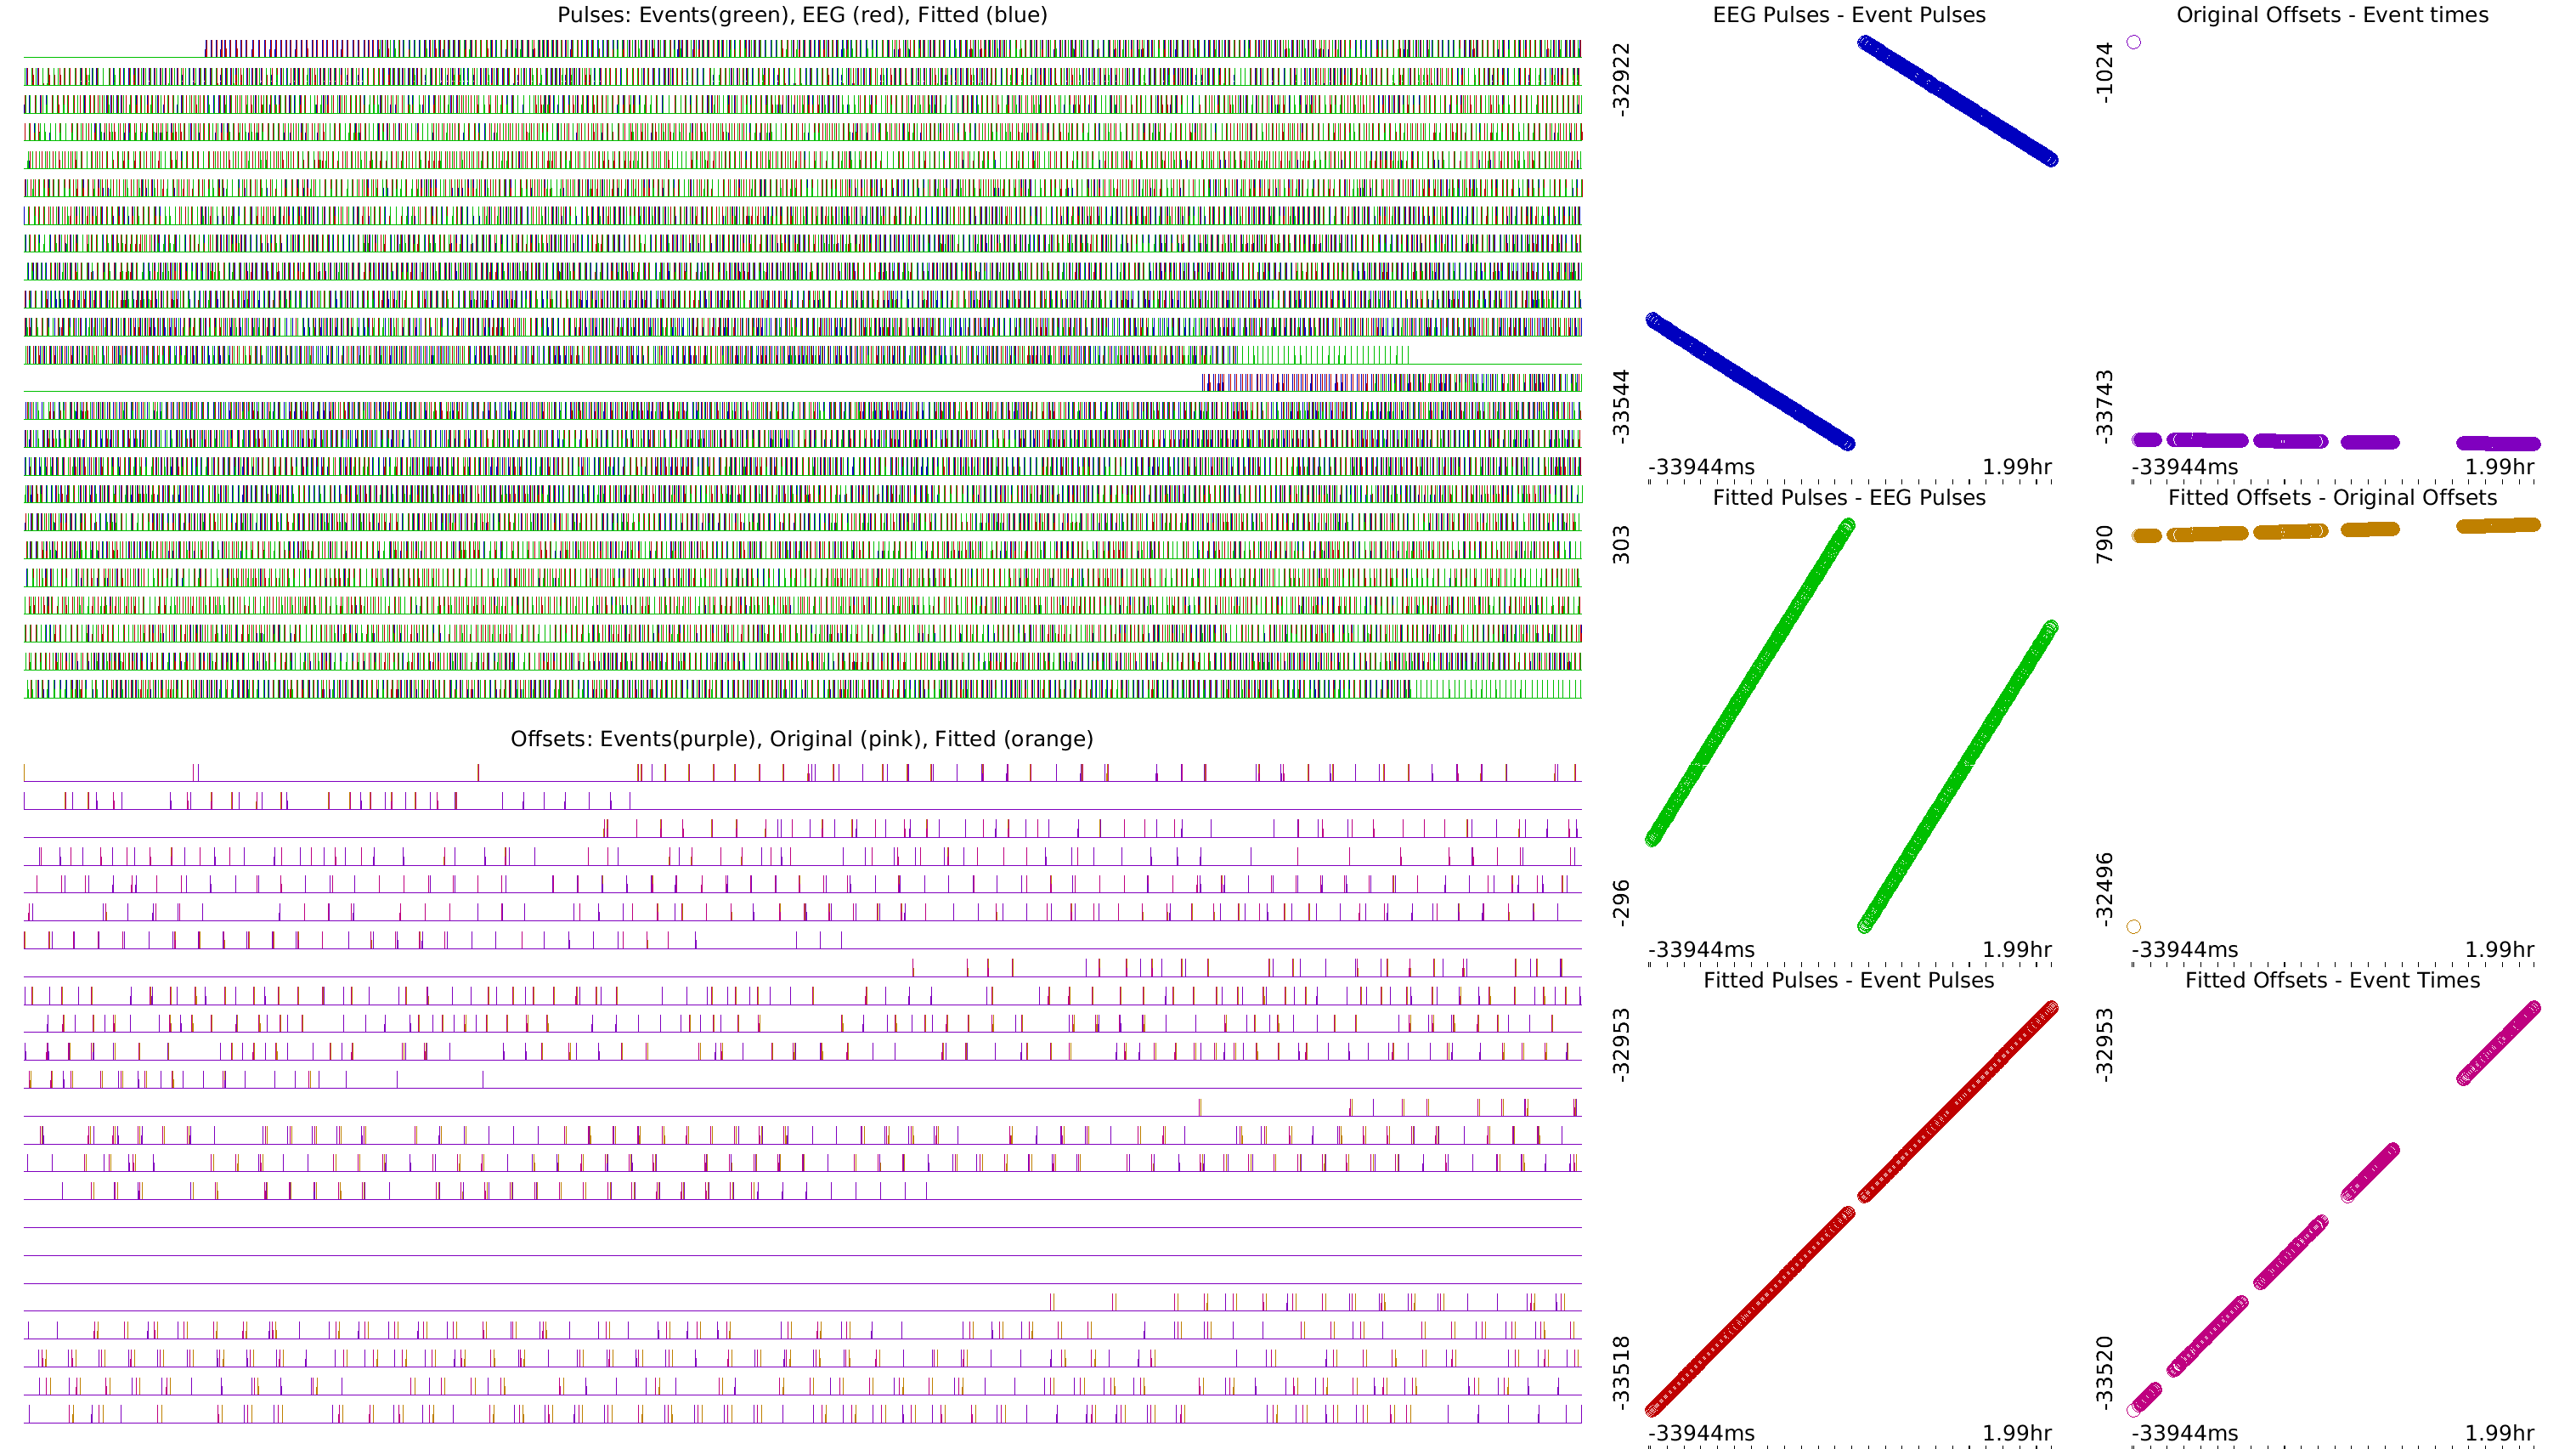 Pulses: Events(green), EEG (red), Fitted (blue)
EEG Pulses - Event Pulses
-32922
-33544
-33944ms 1.99hr
Original Offsets - Event times
-1024
-33743
-33944ms 1.99hr
Fitted Pulses - EEG Pulses
303
-296
-33944ms 1.99hr
Fitted Offsets - Original Offsets
790
-32496
-33944ms 1.99hr
Offsets: Events(purple), Original (pink), Fitted (orange)
Fitted Pulses - Event Pulses
-32953
-33518
-33944ms 1.99hr
Fitted Offsets - Event Times
-32953
-33520
-33944ms 1.99hr